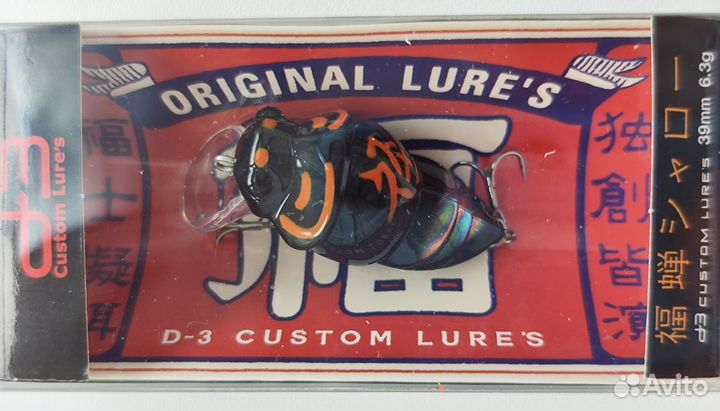 ORIGINAL LURE'S
福
D-3 CUSTOM LURE'S
d3
Custom Lure's
福士凝耳
独創皆濱
福蝉シャロー
d3 CUSTOM LURE'S 39mm 6.3g
Avito